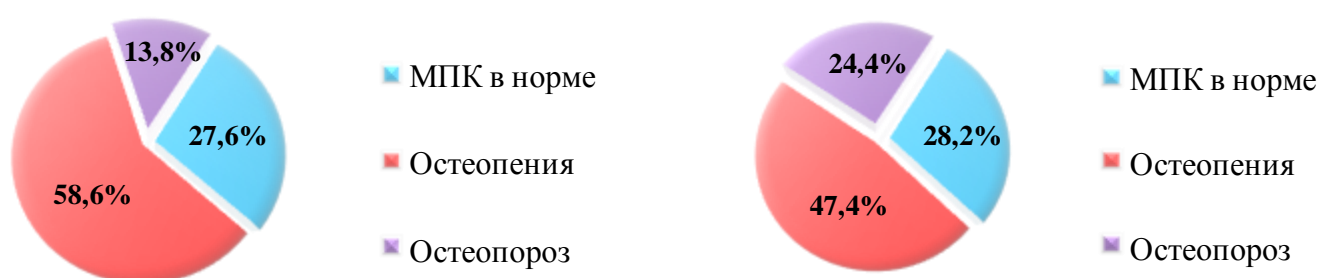 13,8%
27,6%
58,6%
МПК в норме
Остеопения
Остеопороз
24,4%
28,2%
47,4%
МПК в норме
Остеопения
Остеопороз